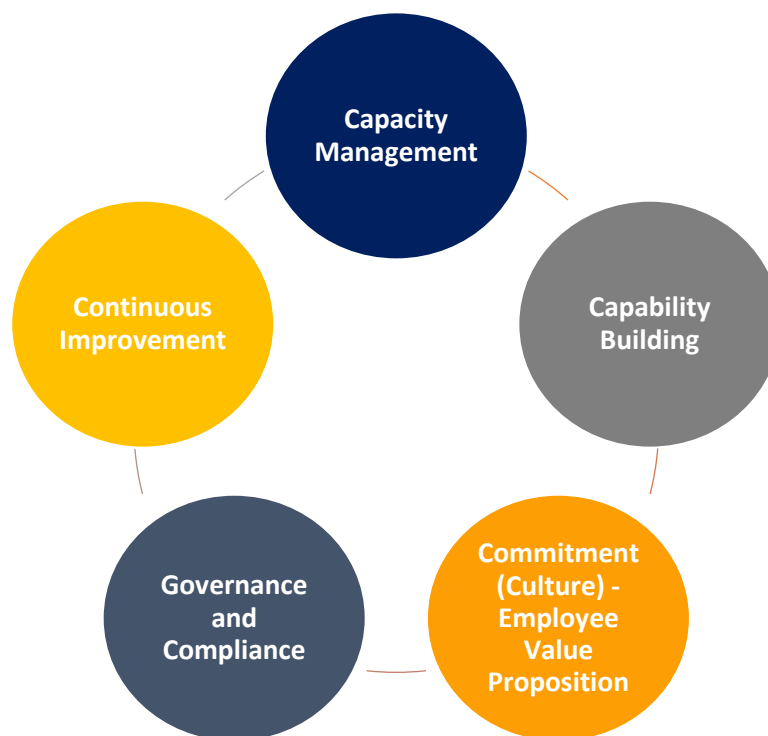 Capacity
Management
Capability
Building
Commitment
(Culture) -
Employee
Value
Proposition
Governance
and
Compliance
Continuous
Improvement